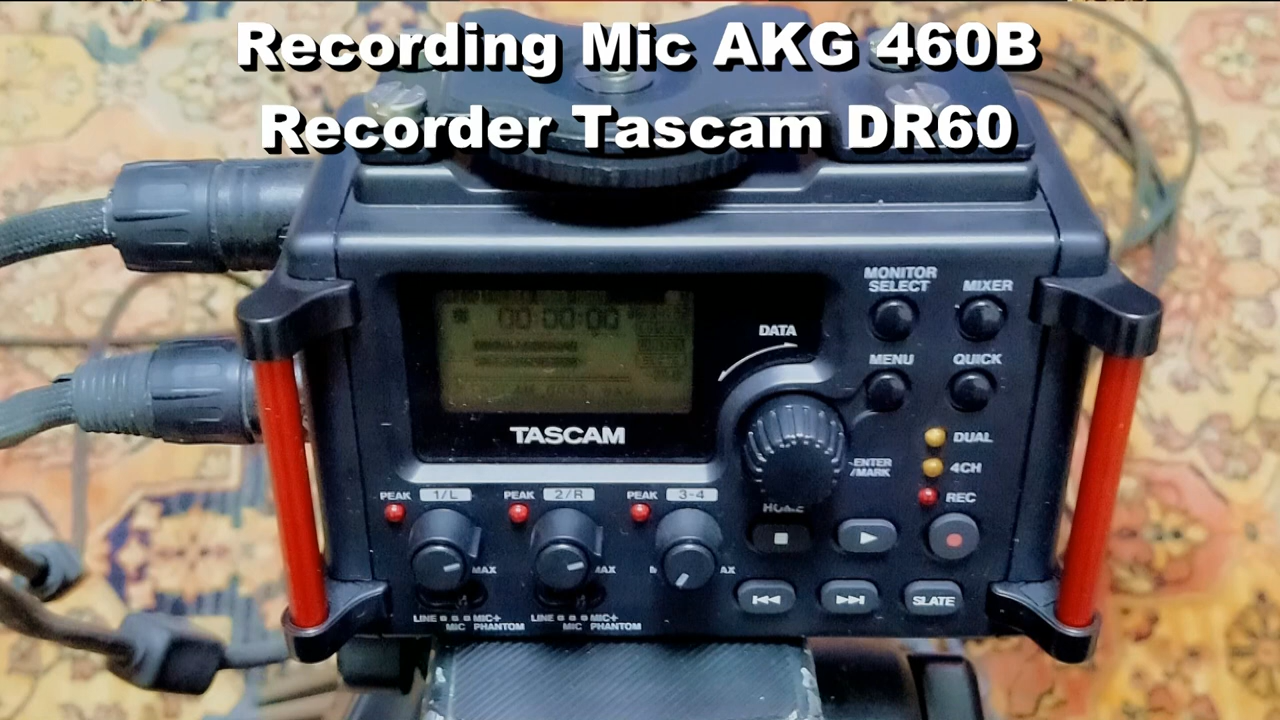 Recording Mic AKG 460B
Recorder Tascam DR60
MONITOR SELECT
MIXER
DATA
MENU
QUICK
00:00:00
TASCAM
DUAL
ENTER /MARK
4CH
REC
PEAK 1/L
PEAK 2/R
PEAK 3-4
HOME
MAX
MAX
AX
SLATE
LINE MIC MIC+ PHANTOM
LINE MIC MIC+ PHANTOM